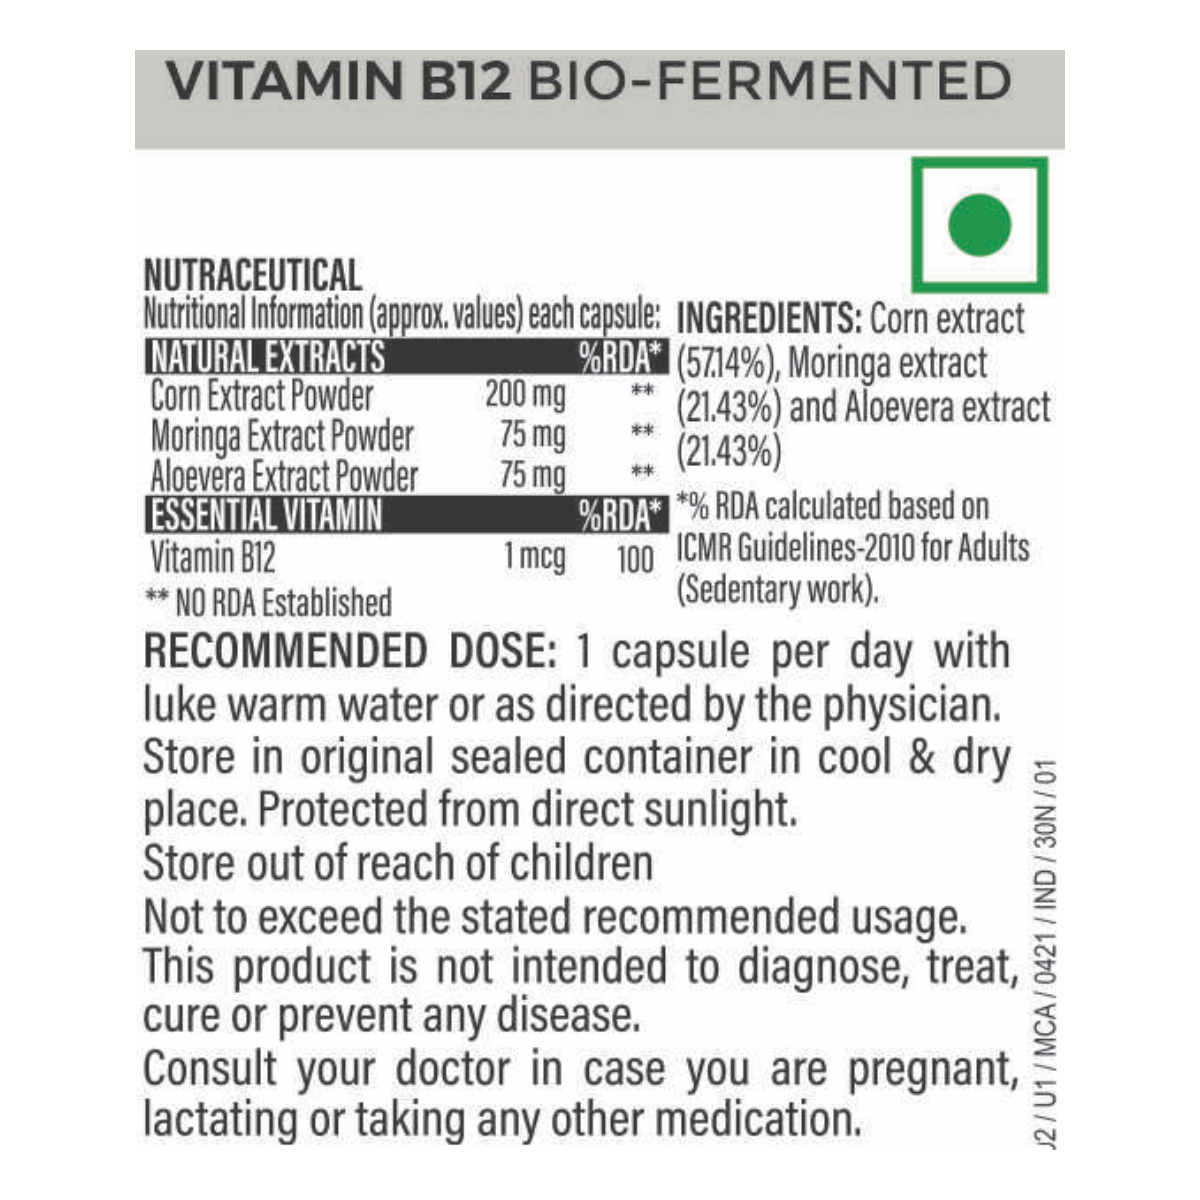 VITAMIN B12 BIO-FERMENTED
NUTRACEUTICAL
Nutritional Information (approx. values) each capsule:
NATURAL EXTRACTS %RDA*
Corn Extract Powder 200 mg **
Moringa Extract Powder 75 mg **
Aloevera Extract Powder 75 mg **
ESSENTIAL VITAMIN %RDA*
Vitamin B12 1 mcg 100
** NO RDA Established
INGREDIENTS: Corn extract
(57.14%), Moringa extract
(21.43%) and Aloevera extract
(21.43%)
*% RDA calculated based on
ICMR Guidelines-2010 for Adults
(Sedentary work).
RECOMMENDED DOSE: 1 capsule per day with
luke warm water or as directed by the physician.
Store in original sealed container in cool & dry
place. Protected from direct sunlight.
Store out of reach of children
Not to exceed the stated recommended usage.
This product is not intended to diagnose, treat,
cure or prevent any disease.
Consult your doctor in case you are pregnant,
lactating or taking any other medication.
2 / U1 / MCA / 0421 / IND / 30N / 01